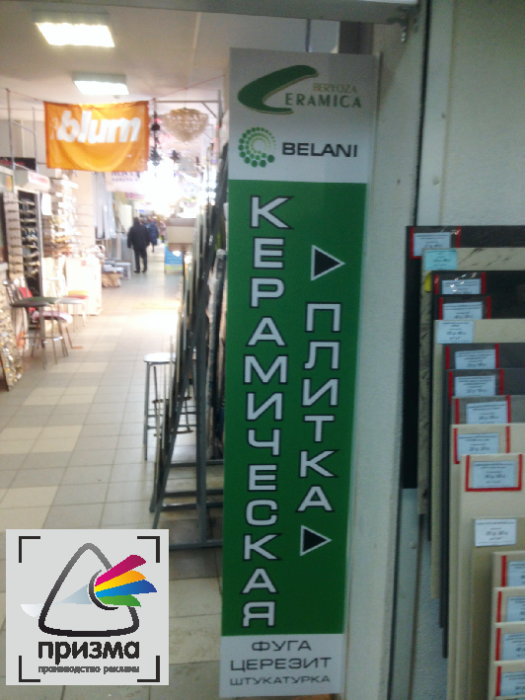 blum
BERYOZA
CERAMICA
BELANI
КЕРАМИЧЕСКАЯ
ПЛИТКА
ФУГА
ЦЕРЕЗИТ
ШТУКАТУРКА
призма
производство рекламы